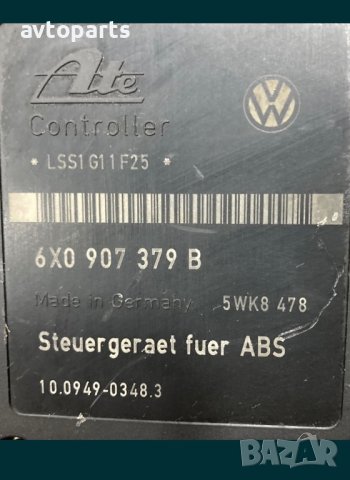 avtoparts
Ate
Controller
* LSS1G11F25 *
6X0 907 379 B
Made in Germany 5WK8 478
Steuergeraet fuer ABS
10.0949-0348.3
BAZAR